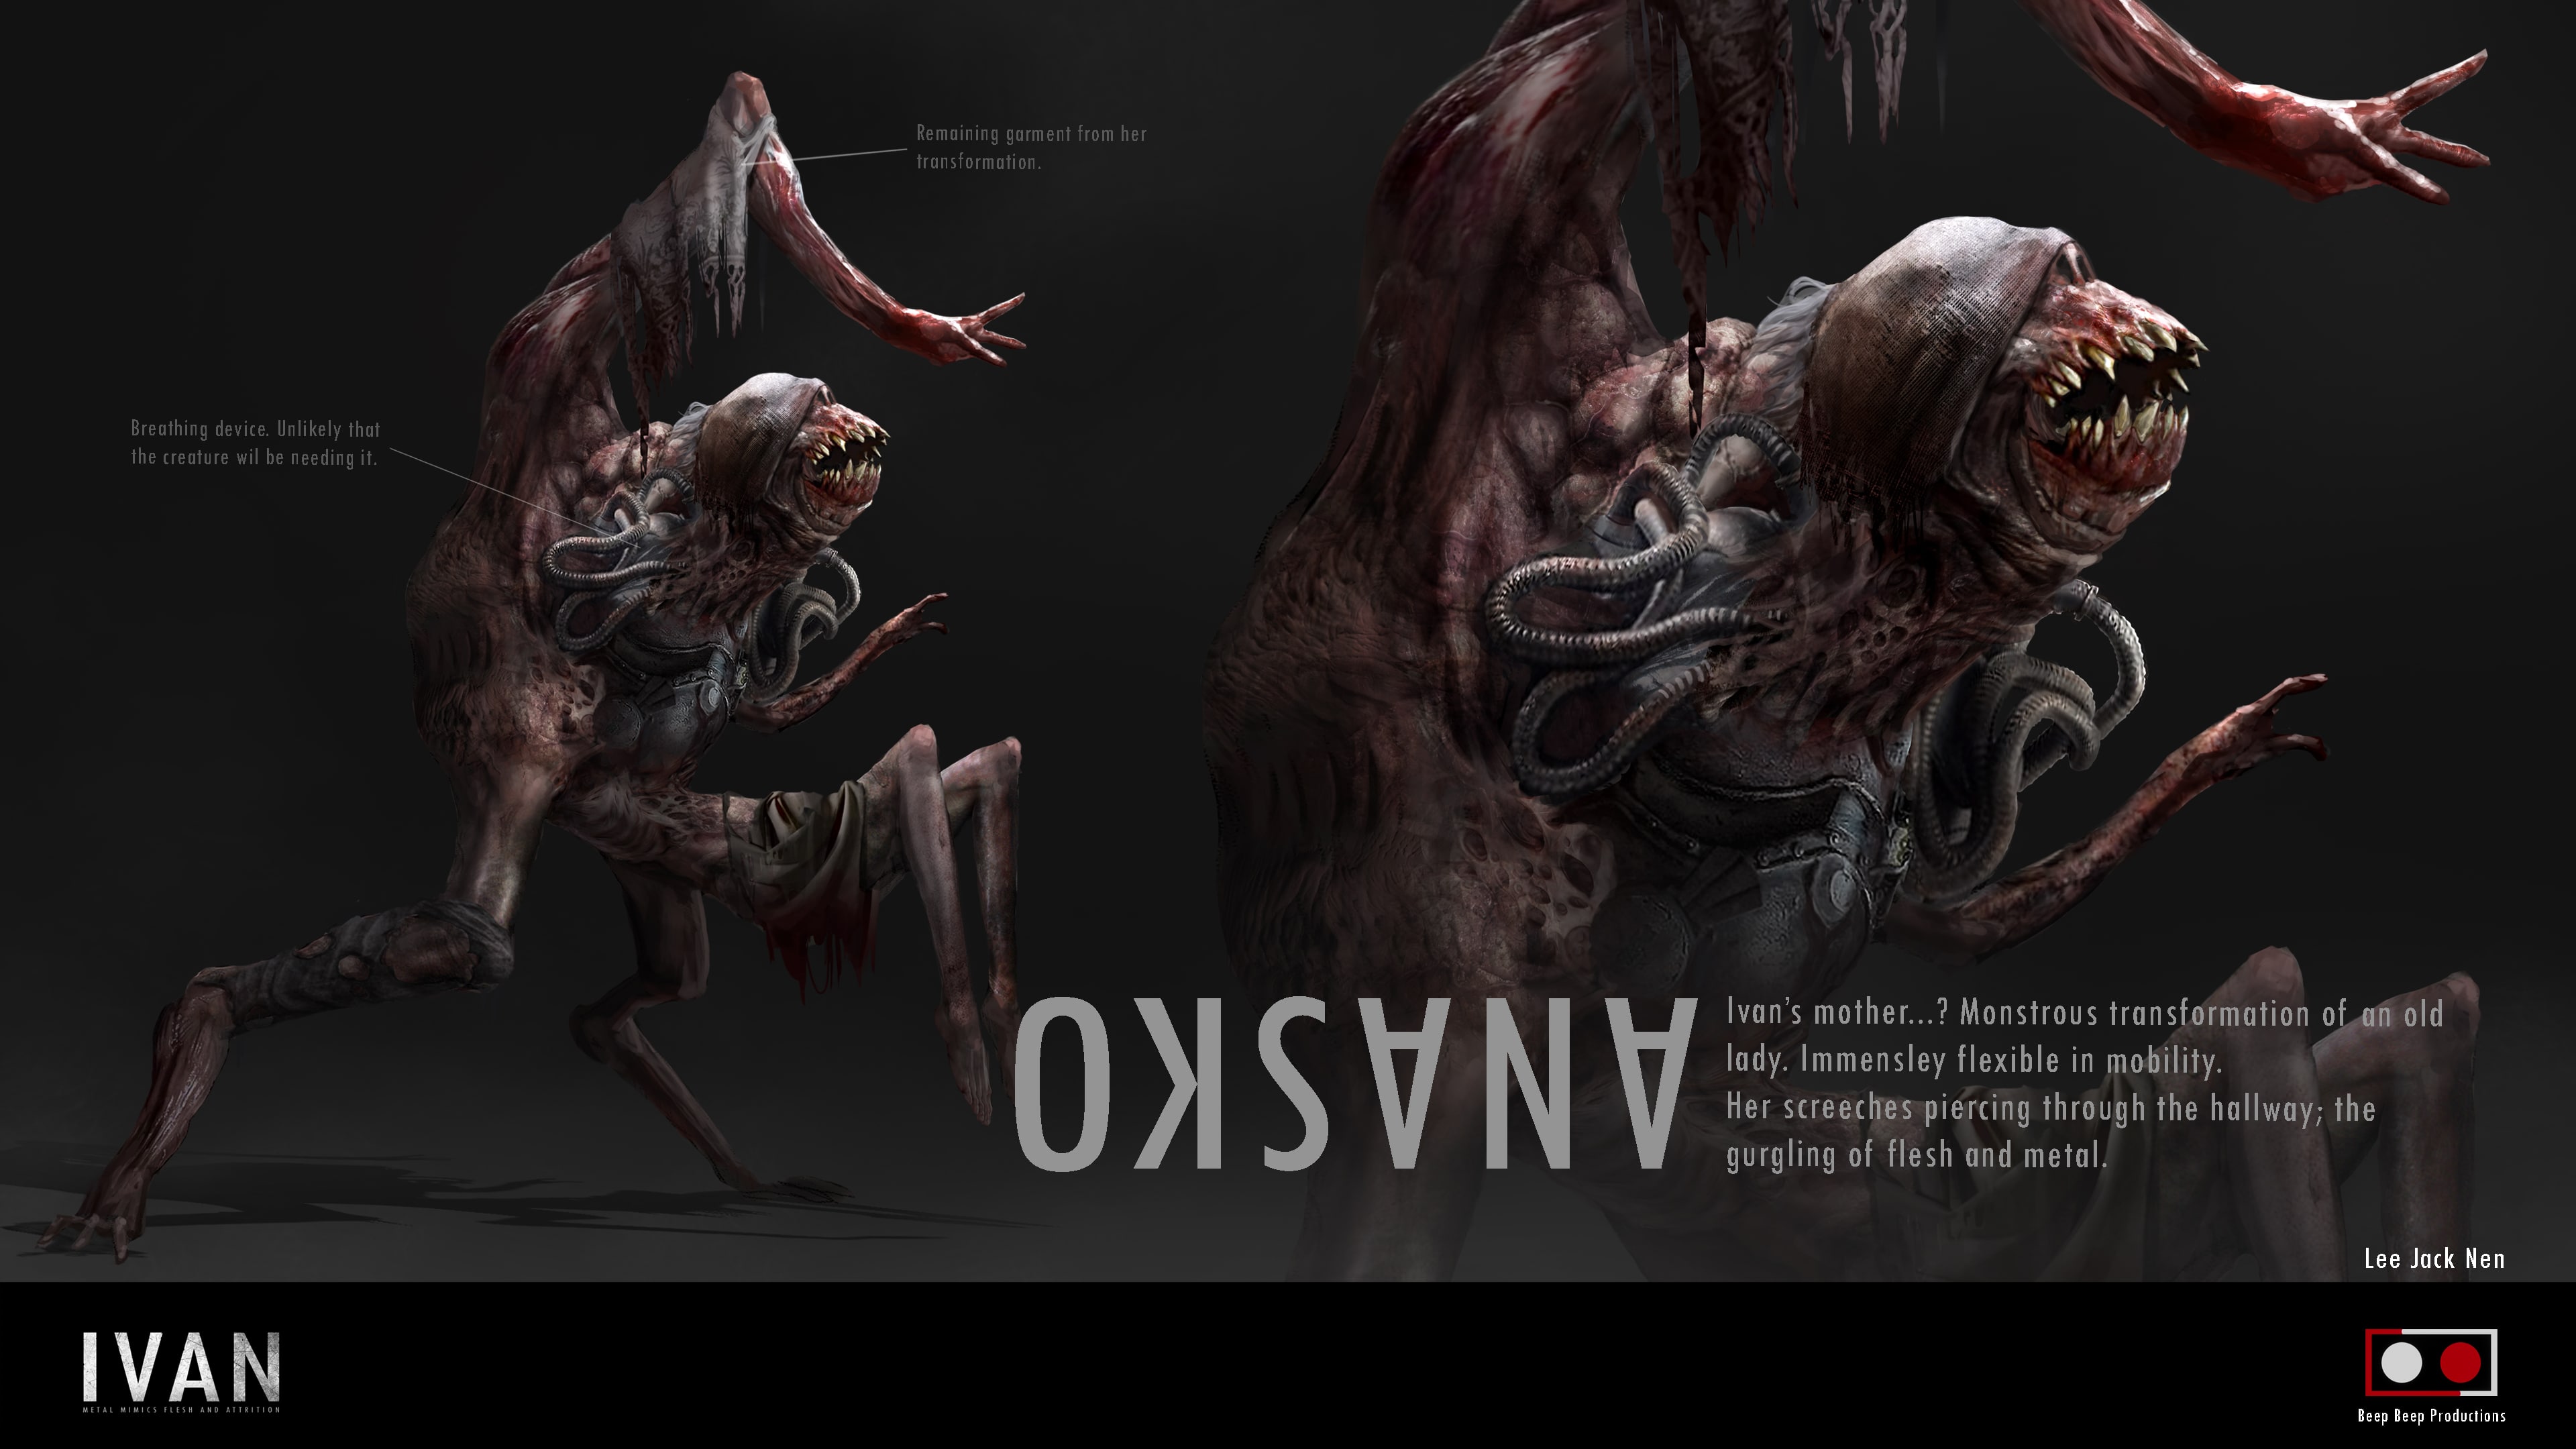 Remaining garment from her
transformation.
Breathing device. Unlikely that
the creature wil be needing it.
OKSANA
Ivan's mother...? Monstrous transformation of an old
lady. Immensley flexible in mobility.
Her screeches piercing through the hallway; the
gurgling of flesh and metal.
Lee Jack Nen
IVAN
METAL MIMICS FLESH AND ATTRITION
Beep Beep Productions